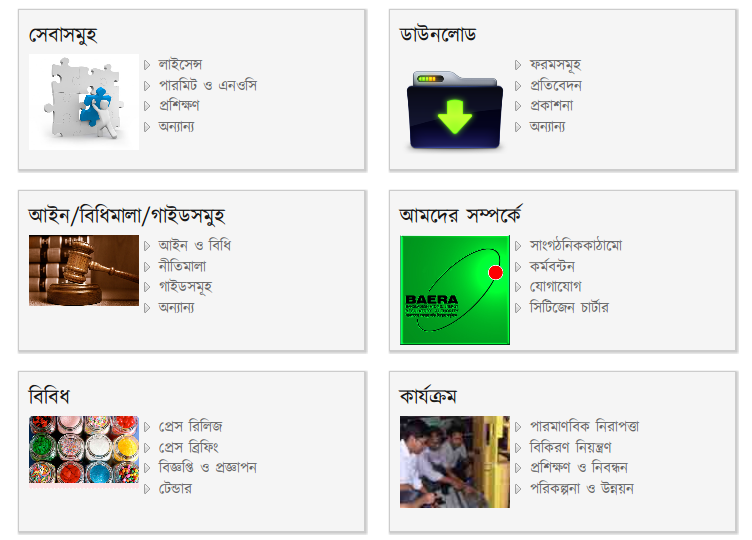 সেবাসমুহ
লাইসেন্স
পারমিট ও এনওসি
প্রশিক্ষণ
অন্যান্য
ডাউনলোড
ফরমসমূহ
প্রতিবেদন
প্রকাশনা
অন্যান্য
আইন/বিধিমালা/গাইডসমুহ
আইন ও বিধি
নীতিমালা
গাইডসমূহ
অন্যান্য
আমদের সম্পর্কে
BAERA
সাংগঠনিককাঠামো
কর্মবন্টন
যোগাযোগ
সিটিজেন চার্টার
বিবিধ
প্রেস রিলিজ
প্রেস ব্রিফিং
বিজ্ঞপ্তি ও প্রজ্ঞাপন
টেন্ডার
কার্যক্রম
পারমাণবিক নিরাপত্তা
বিকিরণ নিয়ন্ত্রণ
প্রশিক্ষণ ও নিবন্ধন
পরিকল্পনা ও উন্নয়ন